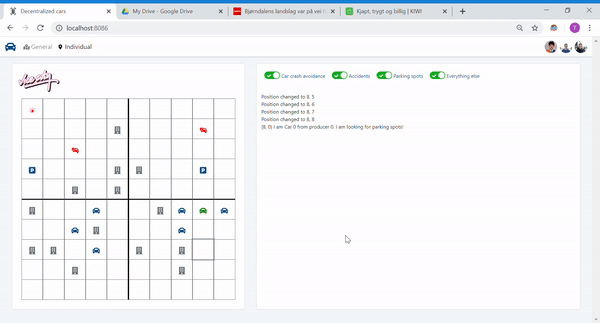 Decentralized cars
My Drive - Google Drive
Bjørndalens landslag var på vei i
Kjapt, trygt og billig | KIWI
localhost:8086
Y
General
Individual
Car crash avoidance
Accidents
Parking spots
Everything else
Position changed to 8, 5
Position changed to 8, 6
Position changed to 8, 7
Position changed to 8, 8
(8, 0) I am Car 0 from producer 0. I am looking for parking spots!
P
P